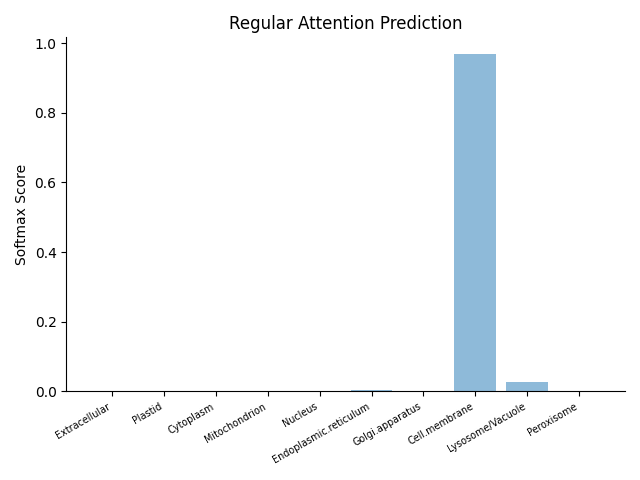 Regular Attention Prediction
Softmax Score
1.0
0.8
0.6
0.4
0.2
0.0
Extracellular
Plastid
Cytoplasm
Mitochondrion
Nucleus
Endoplasmic.reticulum
Golgi.apparatus
Cell.membrane
Lysosome/Vacuole
Peroxisome